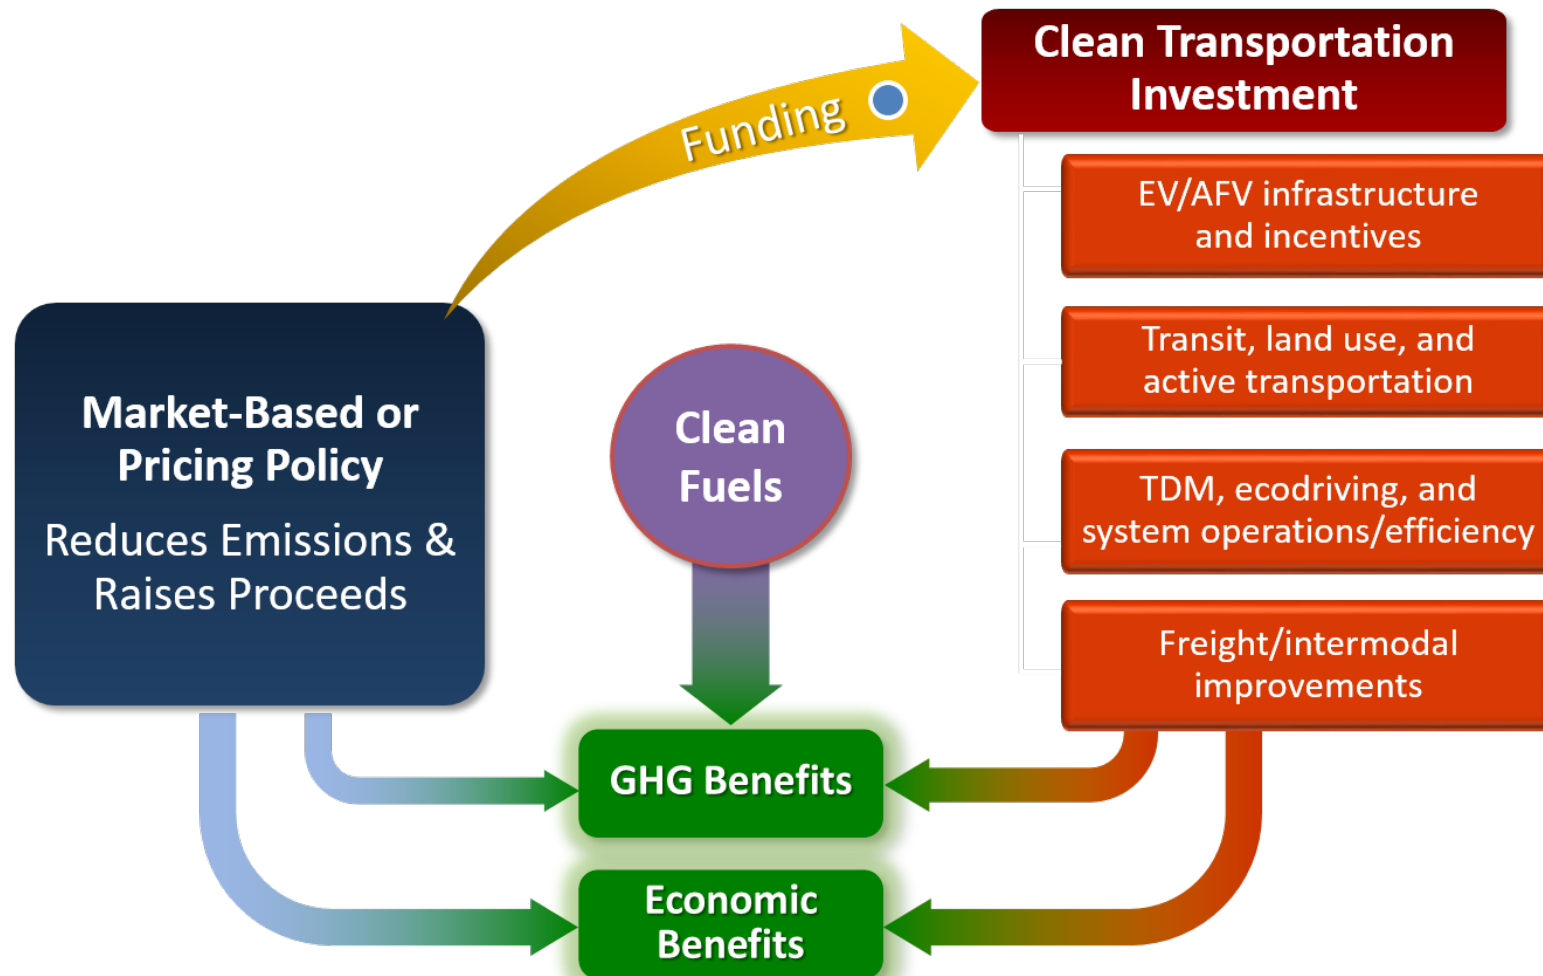 Clean Transportation
Investment
Funding
EV/AFV infrastructure
and incentives
Transit, land use, and
active transportation
TDM, ecodriving, and
system operations/efficiency
Freight/intermodal
improvements
Market-Based or
Pricing Policy
Reduces Emissions &
Raises Proceeds
Clean
Fuels
GHG Benefits
Economic
Benefits